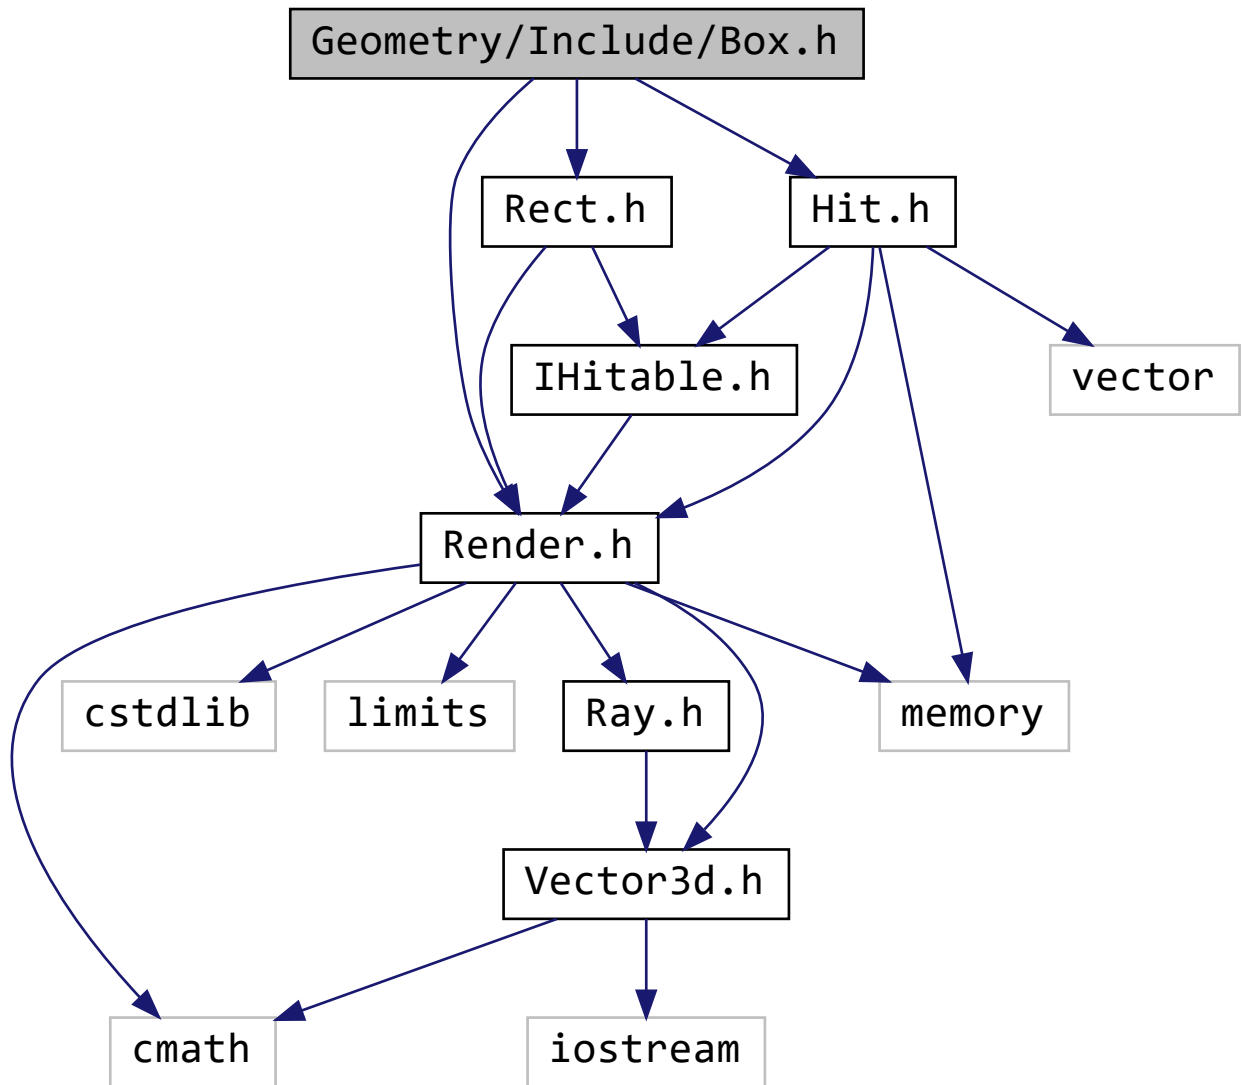 Geometry/Include/Box.h
Rect.h
Hit.h
IHitable.h
vector
Render.h
cstdlib
limits
Ray.h
memory
Vector3d.h
cmath
iostream